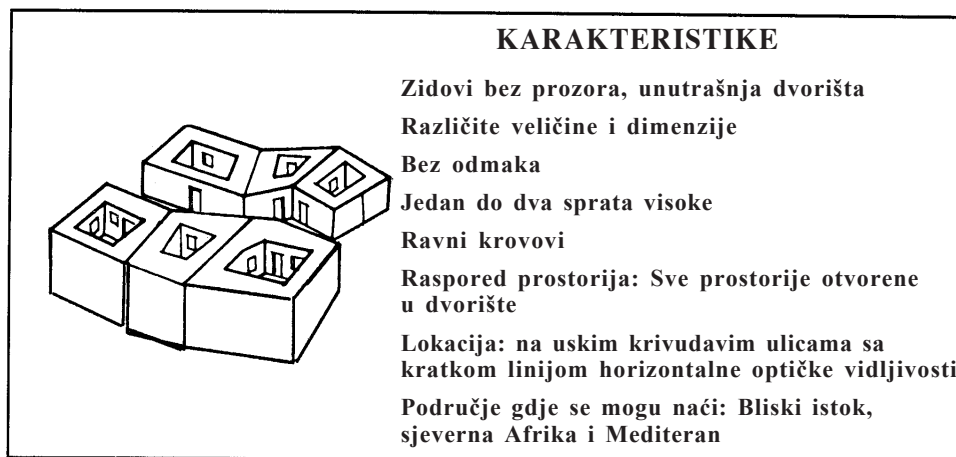 KARAKTERISTIKE
Zidovi bez prozora, unutrašnja dvorišta
Različite veličine i dimenzije
Bez odmaka
Jedan do dva sprata visoke
Ravni krovovi
Raspored prostorija: Sve prostorije otvorene
u dvorište
Lokacija: na uskim krivudavim ulicama sa
kratkom linijom horizontalne optičke vidljivosti
Područje gdje se mogu naći: Bliski istok,
sjeverna Afrika i Mediteran